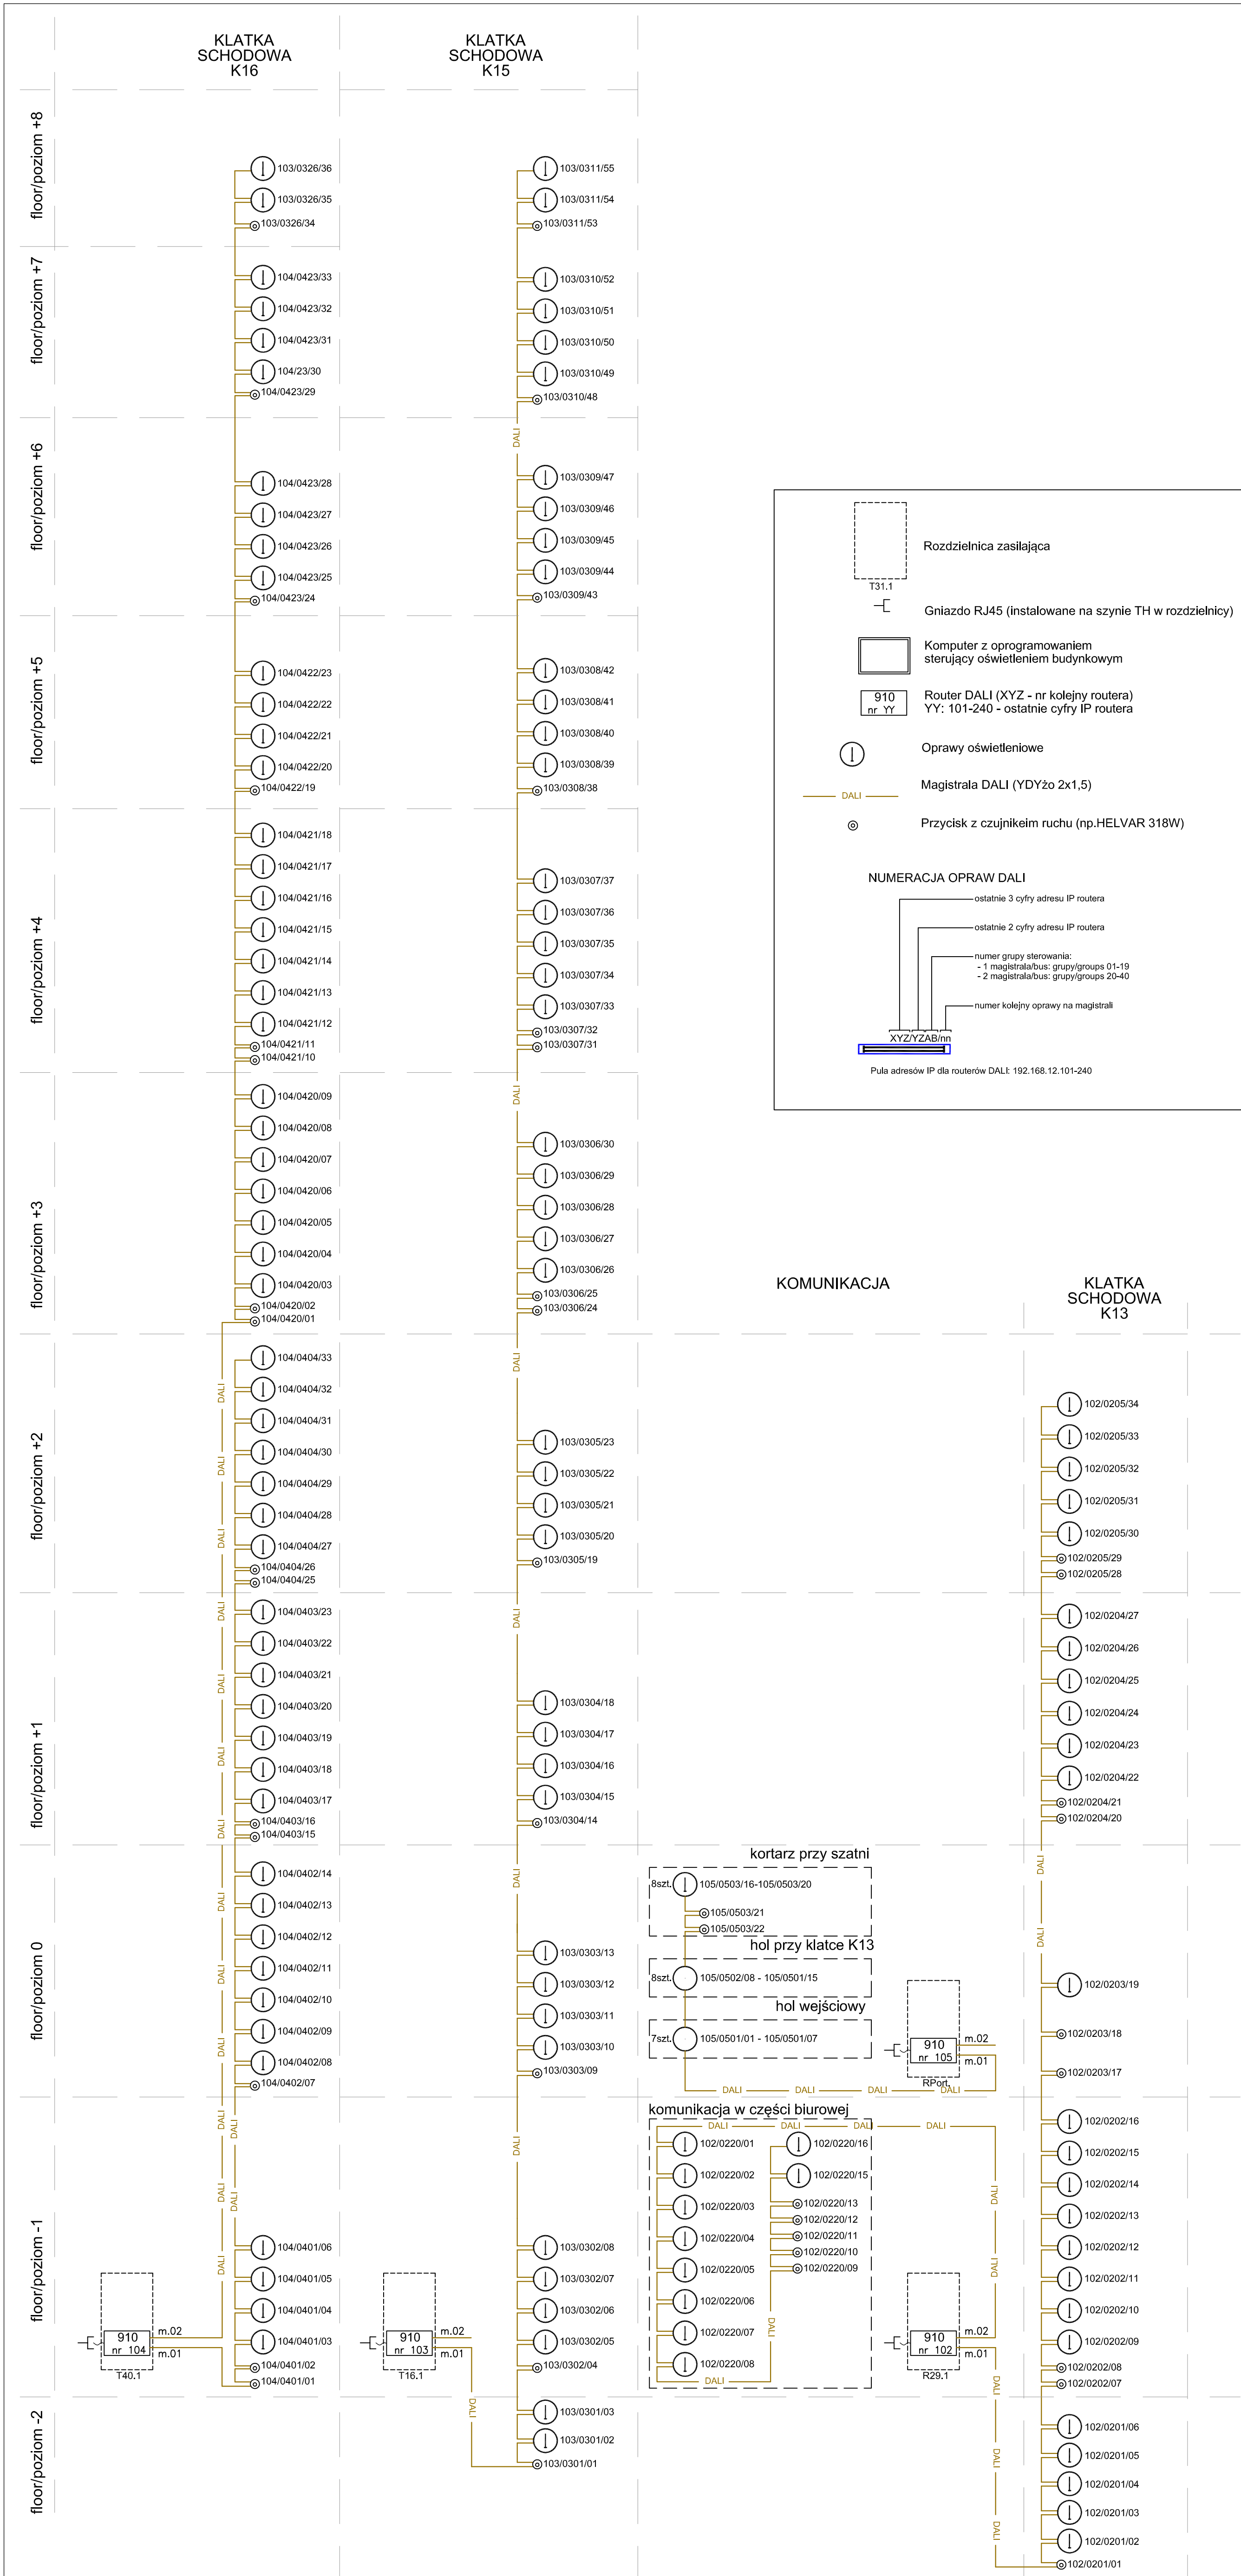 KLATKA
SCHODOWA
K16
KLATKA
SCHODOWA
K15
floor/poziom +8
103/0326/36
103/0326/35
103/0326/34
103/0311/55
103/0311/54
103/0311/53
floor/poziom +7
104/0423/33
104/0423/32
104/0423/31
104/23/30
104/0423/29
103/0310/52
103/0310/51
103/0310/50
103/0310/49
103/0310/48
DALI
floor/poziom +6
104/0423/28
104/0423/27
104/0423/26
104/0423/25
104/0423/24
103/0309/47
103/0309/46
103/0309/45
103/0309/44
103/0309/43
floor/poziom +5
104/0422/23
104/0422/22
104/0422/21
104/0422/20
104/0422/19
103/0308/42
103/0308/41
103/0308/40
103/0308/39
103/0308/38
floor/poziom +4
104/0421/18
104/0421/17
104/0421/16
104/0421/15
104/0421/14
104/0421/13
104/0421/12
104/0421/11
104/0421/10
103/0307/37
103/0307/36
103/0307/35
103/0307/34
103/0307/33
103/0307/32
103/0307/31
DALI
floor/poziom +3
104/0420/09
104/0420/08
104/0420/07
104/0420/06
104/0420/05
104/0420/04
104/0420/03
104/0420/02
104/0420/01
103/0306/30
103/0306/29
103/0306/28
103/0306/27
103/0306/26
103/0306/25
103/0306/24
DALI
T31.1
Rozdzielnica zasilająca
Gniazdo RJ45 (instalowane na szynie TH w rozdzielnicy)
Komputer z oprogramowaniem
sterujący oświetleniem budynkowym
910
nr YY
Router DALI (XYZ - nr kolejny routera)
YY: 101-240 - ostatnie cyfry IP routera
Oprawy oświetleniowe
DALI
Magistrala DALI (YDYżo 2x1,5)
Przycisk z czujnikeim ruchu (np.HELVAR 318W)
NUMERACJA OPRAW DALI
ostatnie 3 cyfry adresu IP routera
ostatnie 2 cyfry adresu IP routera
numer grupy sterowania:
- 1 magistrala/bus: grupy/groups 01-19
- 2 magistrala/bus: grupy/groups 20-40
numer kolejny oprawy na magistrali
XYZ/YZAB/nn
Pula adresów IP dla routerów DALI: 192.168.12.101-240
KOMUNIKACJA
KLATKA
SCHODOWA
K13
floor/poziom +2
DALI
DALI
DALI
104/0404/33
104/0404/32
104/0404/31
104/0404/30
104/0404/29
104/0404/28
104/0404/27
104/0404/26
104/0404/25
103/0305/23
103/0305/22
103/0305/21
103/0305/20
103/0305/19
102/0205/34
102/0205/33
102/0205/32
102/0205/31
102/0205/30
102/0205/29
102/0205/28
floor/poziom +1
DALI
DALI
DALI
DALI
DALI
104/0403/23
104/0403/22
104/0403/21
104/0403/20
104/0403/19
104/0403/18
104/0403/17
104/0403/16
104/0403/15
103/0304/18
103/0304/17
103/0304/16
103/0304/15
103/0304/14
102/0204/27
102/0204/26
102/0204/25
102/0204/24
102/0204/23
102/0204/22
102/0204/21
102/0204/20
floor/poziom 0
DALI
DALI
DALI
104/0402/14
104/0402/13
104/0402/12
104/0402/11
104/0402/10
104/0402/09
104/0402/08
104/0402/07
DALI
103/0303/13
103/0303/12
103/0303/11
103/0303/10
103/0303/09
kortarz przy szatni
8szt.
105/0503/16-105/0503/20
105/0503/21
105/0503/22
hol przy klatce K13
8szt.
105/0502/08 - 105/0501/15
hol wejściowy
7szt.
105/0501/01 - 105/0501/07
910
nr 105
m.02
m.01
RPort.
DALI
DALI
DALI
DALI
DALI
DALI
102/0203/19
102/0203/18
102/0203/17
floor/poziom -1
DALI
DALI
DALI
DALI
DALI
104/0401/06
104/0401/05
104/0401/04
104/0401/03
104/0401/02
104/0401/01
910
nr 104
m.02
m.01
T40.1
DALI
103/0302/08
103/0302/07
103/0302/06
103/0302/05
103/0302/04
910
nr 103
m.02
m.01
T16.1
komunikacja w części biurowej
DALI
DALI
DALI
DALI
102/0220/01
102/0220/02
102/0220/03
102/0220/04
102/0220/05
102/0220/06
102/0220/07
102/0220/08
102/0220/16
102/0220/15
102/0220/13
102/0220/12
102/0220/11
102/0220/10
102/0220/09
DALI
DALI
DALI
DALI
910
nr 102
m.02
m.01
R29.1
102/0202/16
102/0202/15
102/0202/14
102/0202/13
102/0202/12
102/0202/11
102/0202/10
102/0202/09
102/0202/08
102/0202/07
floor/poziom -2
DALI
103/0301/03
103/0301/02
103/0301/01
DALI
DALI
102/0201/06
102/0201/05
102/0201/04
102/0201/03
102/0201/02
102/0201/01